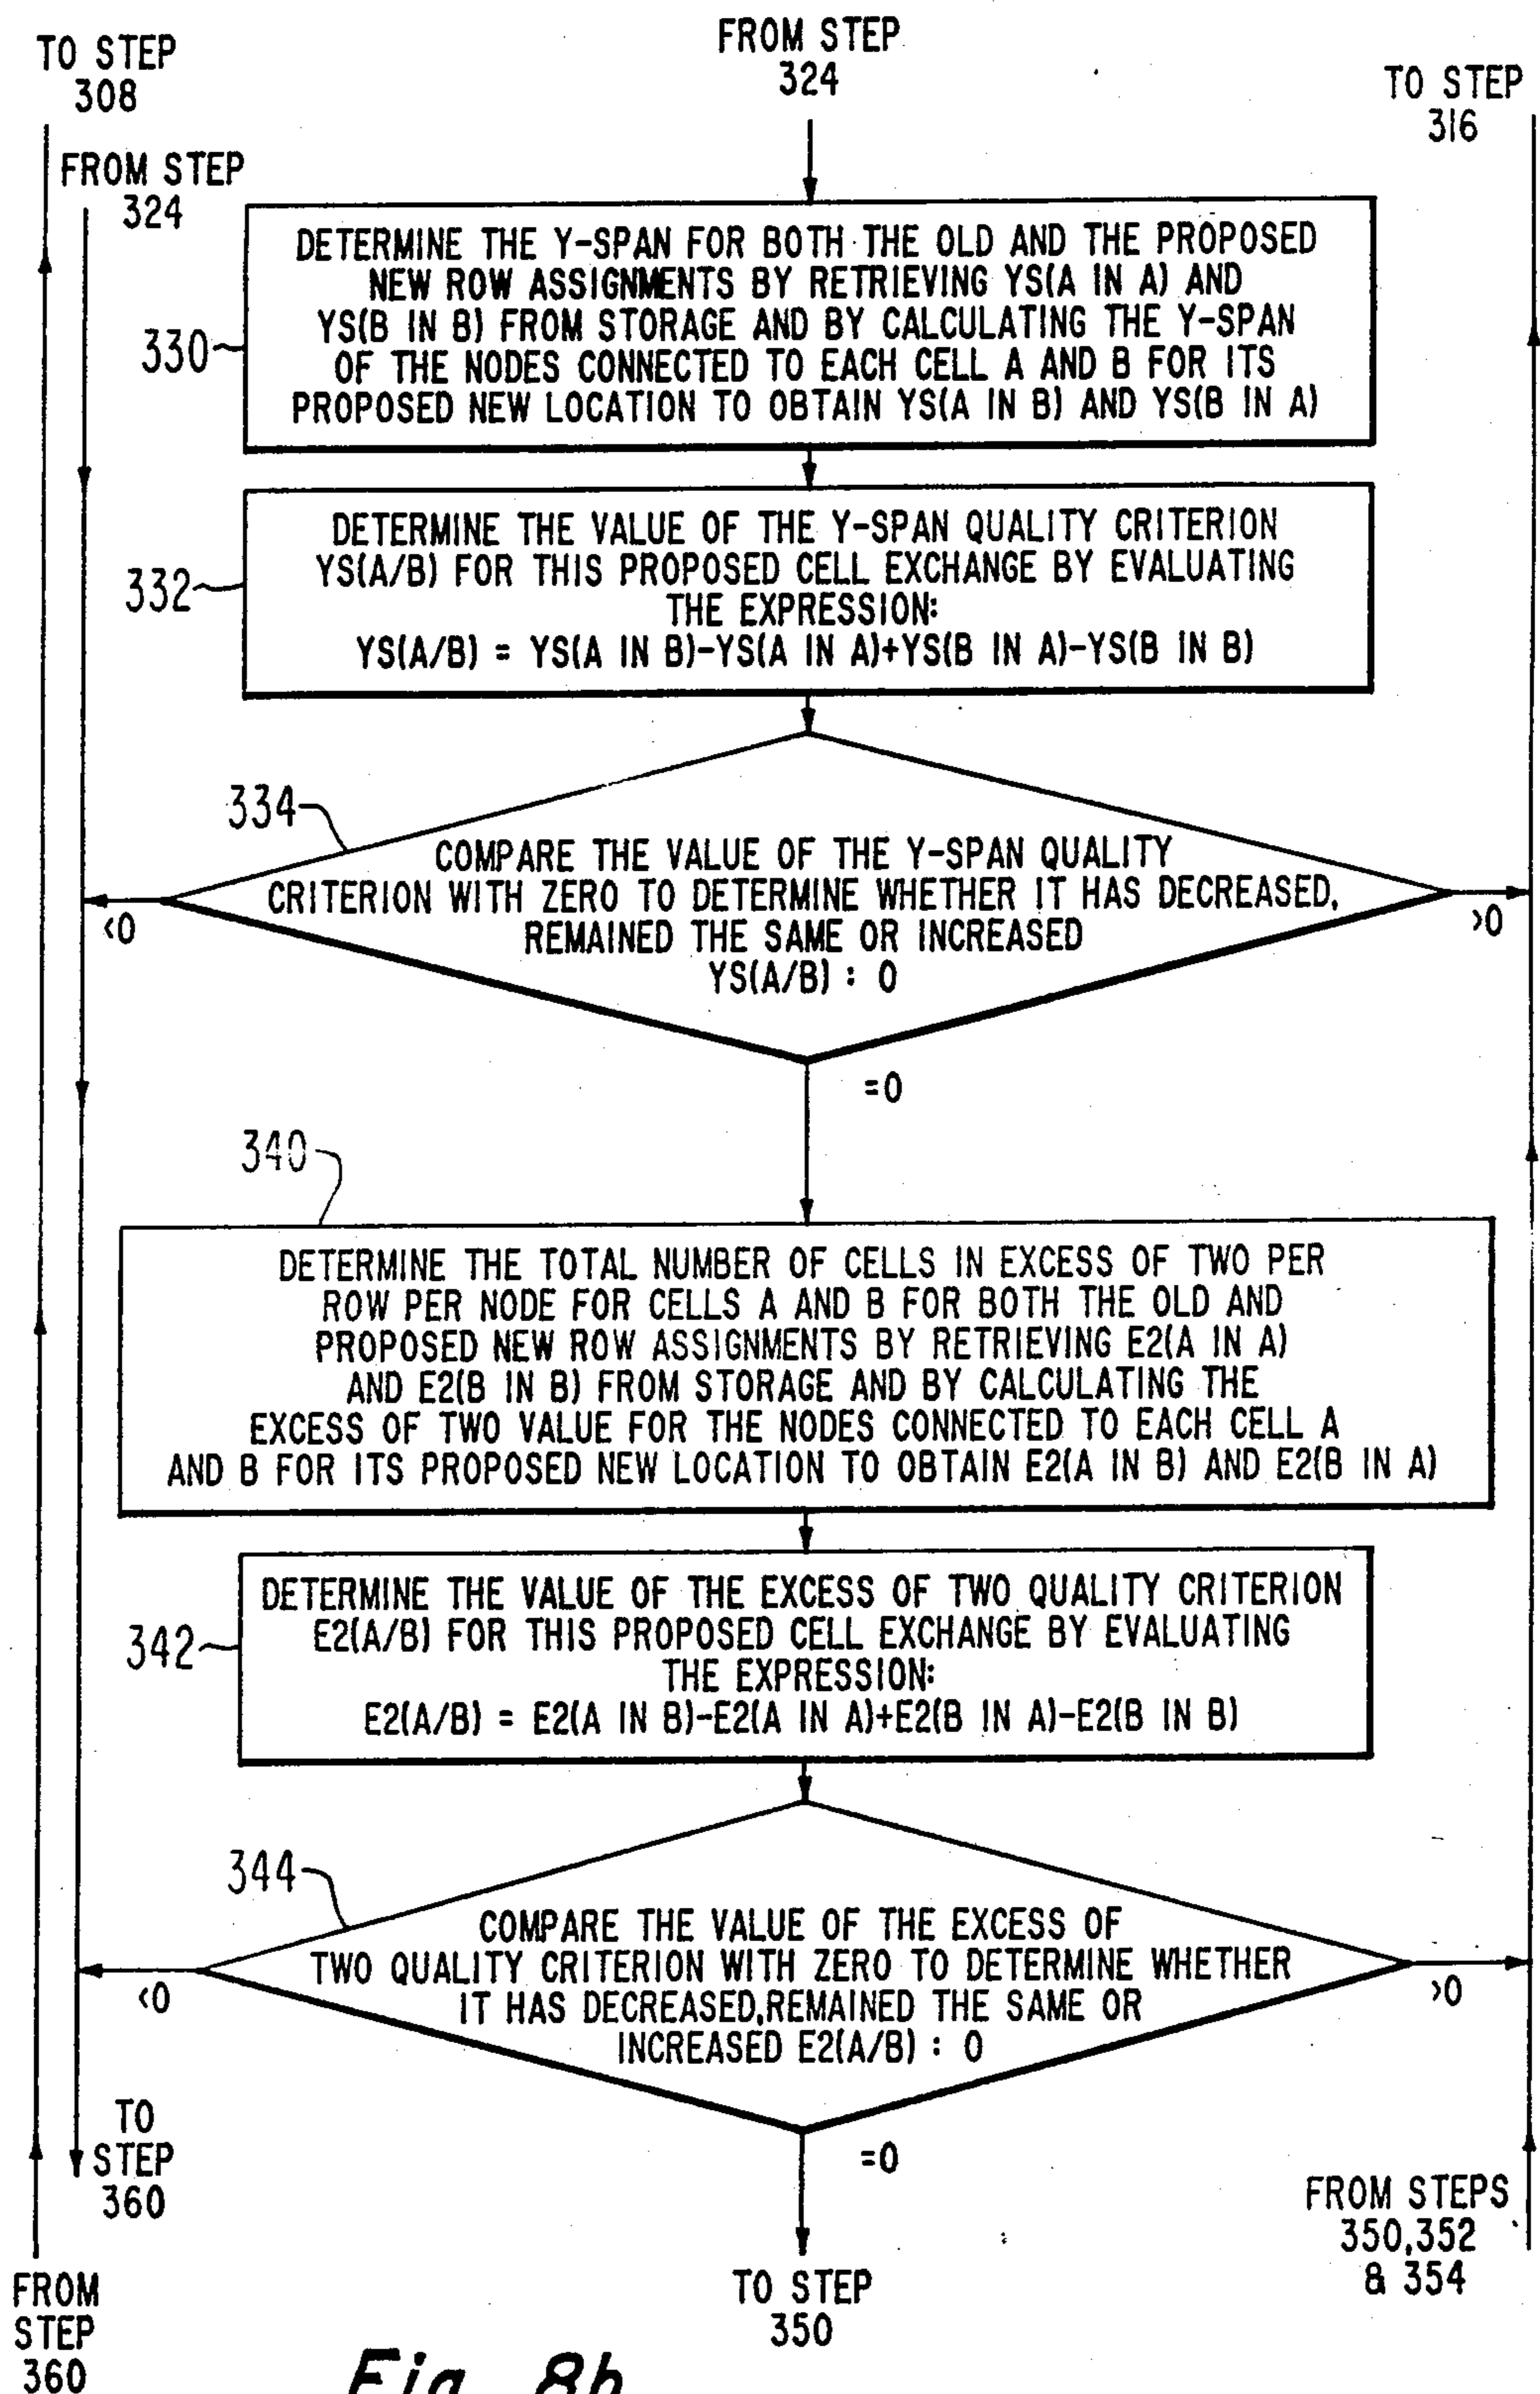 TO STEP
308
FROM STEP
324
TO STEP
316
FROM STEP
324
330
DETERMINE THE Y-SPAN FOR BOTH THE OLD AND THE PROPOSED
NEW ROW ASSIGNMENTS BY RETRIEVING YS(A IN A) AND
YS(B IN B) FROM STORAGE AND BY CALCULATING THE Y-SPAN
OF THE NODES CONNECTED TO EACH CELL A AND B FOR ITS
PROPOSED NEW LOCATION TO OBTAIN YS(A IN B) AND YS(B IN A)
332
DETERMINE THE VALUE OF THE Y-SPAN QUALITY CRITERION
YS(A/B) FOR THIS PROPOSED CELL EXCHANGE BY EVALUATING
THE EXPRESSION:
YS(A/B) = YS(A IN B)-YS(A IN A)+YS(B IN A)-YS(B IN B)
334
COMPARE THE VALUE OF THE Y-SPAN QUALITY
CRITERION WITH ZERO TO DETERMINE WHETHER IT HAS DECREASED,
REMAINED THE SAME OR INCREASED
YS(A/B) : 0
<0
>0
=0
340
DETERMINE THE TOTAL NUMBER OF CELLS IN EXCESS OF TWO PER
ROW PER NODE FOR CELLS A AND B FOR BOTH THE OLD AND
PROPOSED NEW ROW ASSIGNMENTS BY RETRIEVING E2(A IN A)
AND E2(B IN B) FROM STORAGE AND BY CALCULATING THE
EXCESS OF TWO VALUE FOR THE NODES CONNECTED TO EACH CELL A
AND B FOR ITS PROPOSED NEW LOCATION TO OBTAIN E2(A IN B) AND E2(B IN A)
342
DETERMINE THE VALUE OF THE EXCESS OF TWO QUALITY CRITERION
E2(A/B) FOR THIS PROPOSED CELL EXCHANGE BY EVALUATING
THE EXPRESSION:
E2(A/B) = E2(A IN B)-E2(A IN A)+E2(B IN A)-E2(B IN B)
344
COMPARE THE VALUE OF THE EXCESS OF
TWO QUALITY CRITERION WITH ZERO TO DETERMINE WHETHER
IT HAS DECREASED,REMAINED THE SAME OR
INCREASED E2(A/B) : 0
<0
>0
=0
TO
STEP
360
FROM
STEP
360
TO STEP
350
FROM STEPS
350,352
& 354
Fig. 8b